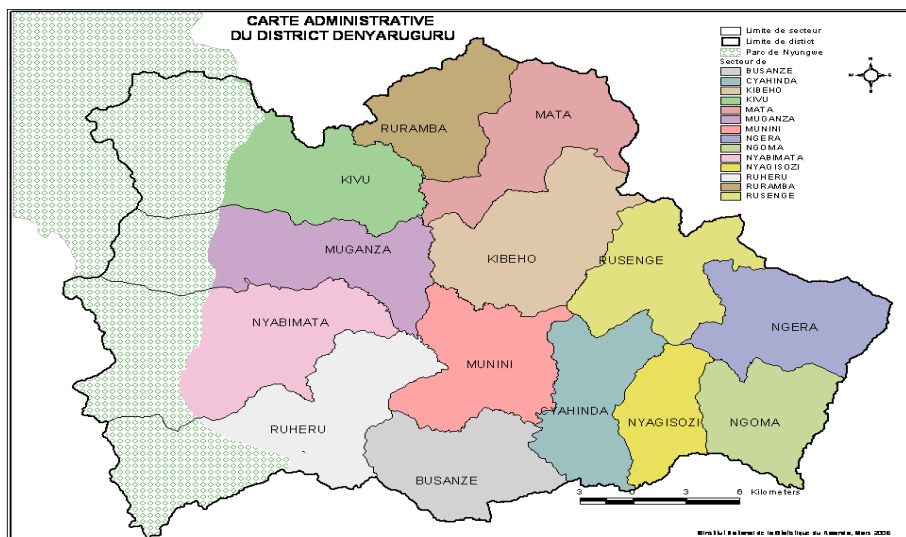 CARTE ADMINISTRATIVE
DU DISTRICT DENYARUGURU
Limite de secteur
Limite de distict
Parc de Nyungwe
Secteur de
BUSANZE
CYAHINDA
KIBEHO
KIVU
MATA
MUGANZA
MUNINI
NGERA
NGOMA
NYABIMATA
NYAGISOZI
RUHERU
RURAMBA
RUSENGE
N
W
E
S
RURAMBA
MATA
KIVU
MUGANZA
KIBEHO
RUSENGE
NYABIMATA
NGERA
MUNINI
CYAHINDA
NYAGISOZI
NGOMA
RUHERU
BUSANZE
3 0 3 6 Kilometers